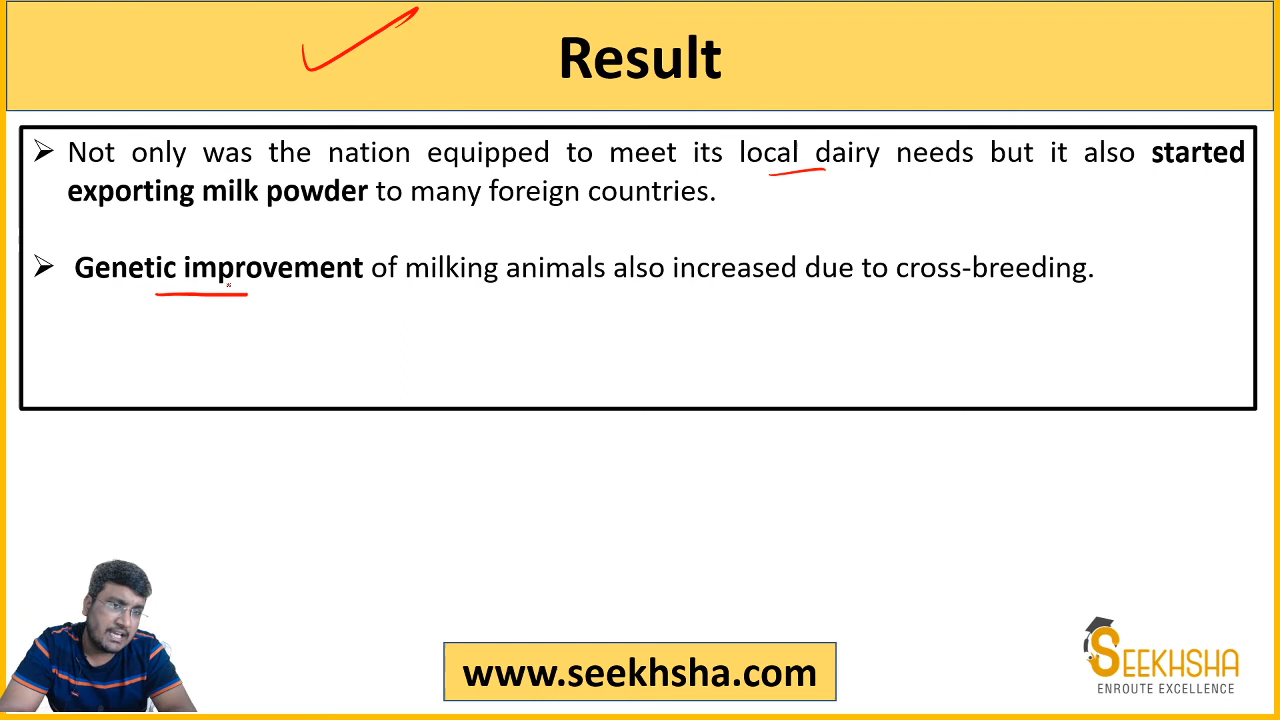 Result
➢ Not only was the nation equipped to meet its local dairy needs but it also started
exporting milk powder to many foreign countries.
➢ Genetic improvement of milking animals also increased due to cross-breeding.
www.seekhsha.com
SEEKHSHA
ENROUTE EXCELLENCE